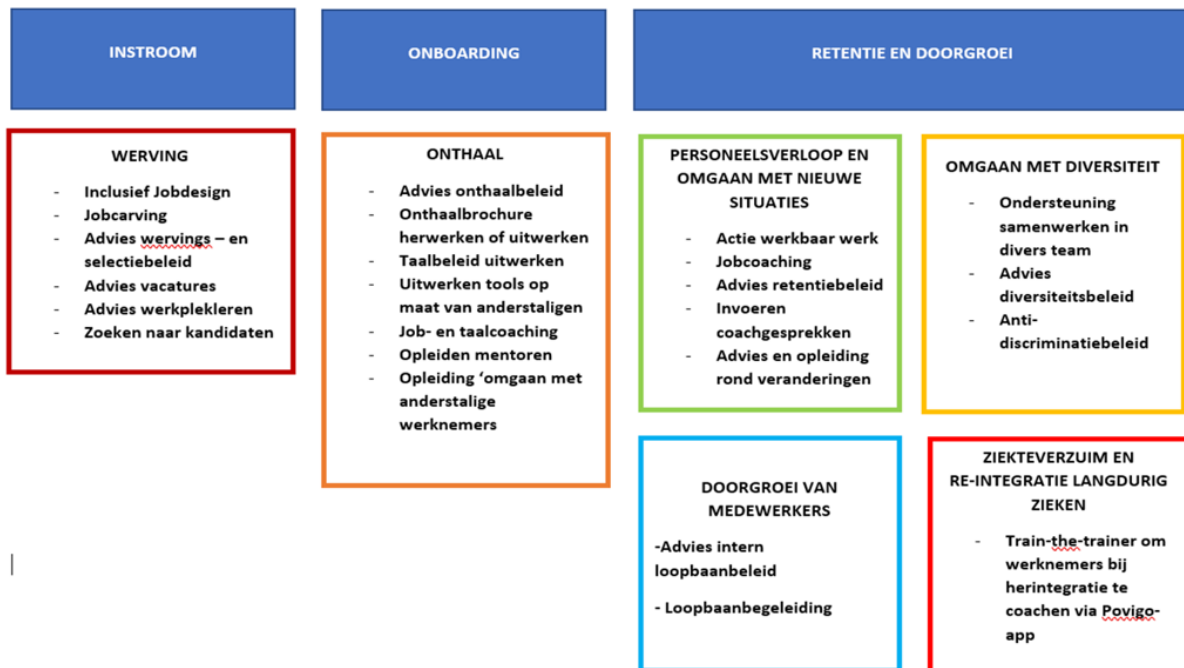 INSTROOM
ONBOARDING
RETENTIE EN DOORGROEI
WERVING
- Inclusief Jobdesign
- Jobcarving
- Advies wervings – en
selectiebeleid
- Advies vacatures
- Advies werkplekleren
- Zoeken naar kandidaten
ONTHAAL
- Advies onthaalbeleid
- Onthaalbrochure
herwerken of uitwerken
- Taalbeleid uitwerken
- Uitwerken tools op
maat van anderstaligen
- Job- en taalcoaching
- Opleiden mentoren
- Opleiding ‘omgaan met
anderstalige
werknemers
PERSONEELSVERLOOP EN
OMGAAN MET NIEUWE
SITUATIES
- Actie werkbaar werk
- Jobcoaching
- Advies retentiebeleid
- Invoeren
coachgesprekken
- Advies en opleiding
rond veranderingen
OMGAAN MET DIVERSITEIT
- Ondersteuning
samenwerken in
divers team
- Advies
diversiteitsbeleid
- Anti-
discriminatiebeleid
DOORGROEI VAN
MEDEWERKERS
-Advies intern
loopbaanbeleid
- Loopbaanbegeleiding
ZIEKTEVERZUIM EN
RE-INTEGRATIE LANGDURIG
ZIEKEN
- Train-the-trainer om
werknemers bij
herintegratie te
coachen via Povigo-
app